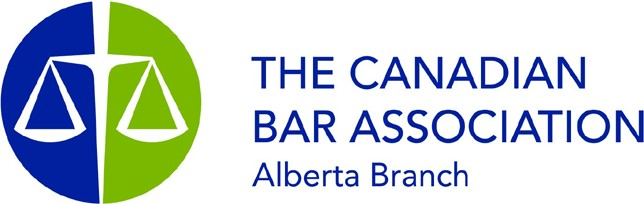 THE CANADIAN
BAR ASSOCIATION
Alberta Branch